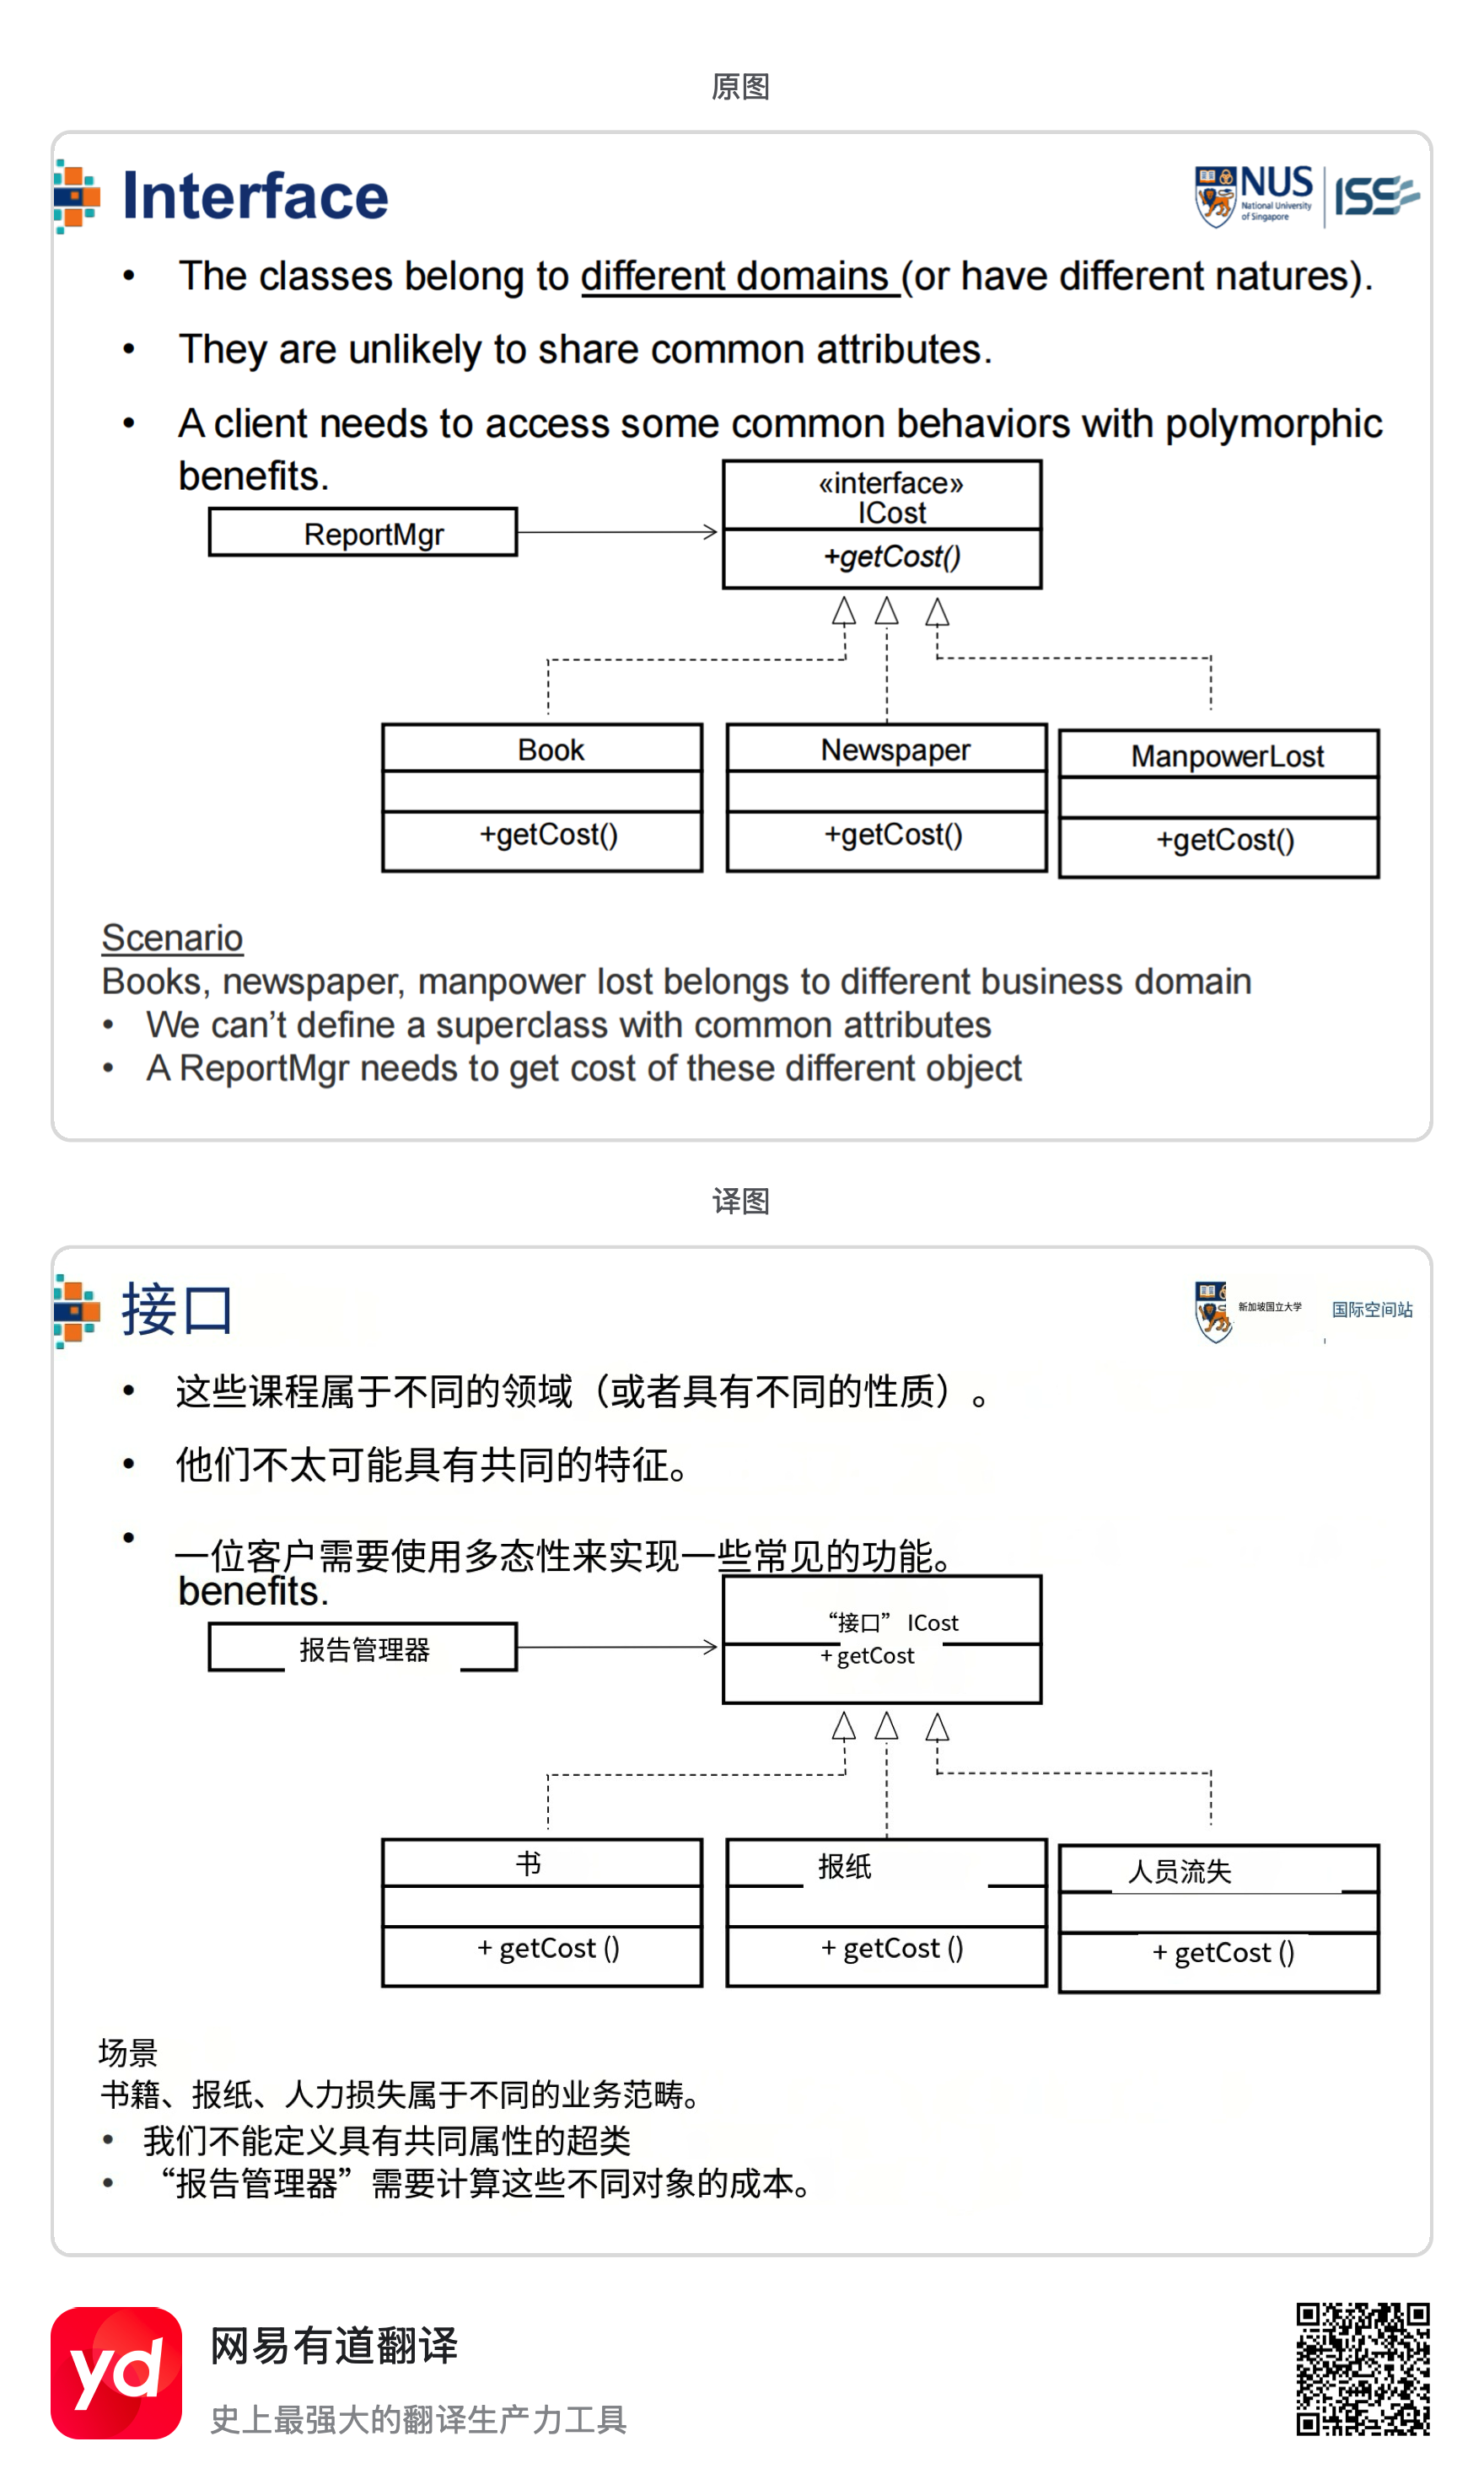 原图
Interface
NUS
National University
of Singapore
ISS
• The classes belong to different domains (or have different natures).
• They are unlikely to share common attributes.
• A client needs to access some common behaviors with polymorphic
benefits.
«interface»
ICost
ReportMgr
+getCost()
Book
Newspaper
ManpowerLost
+getCost()
+getCost()
+getCost()
Scenario
Books, newspaper, manpower lost belongs to different business domain
• We can’t define a superclass with common attributes
• A ReportMgr needs to get cost of these different object
译图
接口
新加坡国立大学
国际空间站
• 这些课程属于不同的领域（或者具有不同的性质）。
• 他们不太可能具有共同的特征。
• 一位客户需要使用多态性来实现一些常见的功能。
benefits.
“接口” ICost
报告管理器
+ getCost
书
报纸
人员流失
+ getCost ()
+ getCost ()
+ getCost ()
场景
书籍、报纸、人力损失属于不同的业务范畴。
• 我们不能定义具有共同属性的超类
• “报告管理器”需要计算这些不同对象的成本。
yd
网易有道翻译
史上最强大的翻译生产力工具